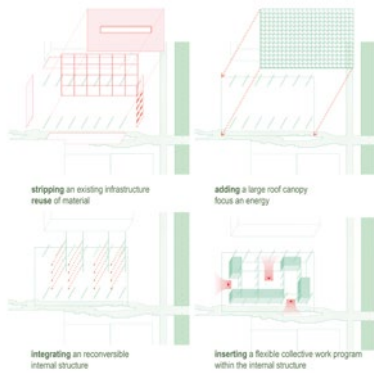 stripping an existing infrastructure
reuse of material
adding a large roof canopy
focus an energy
integrating an reconversible
internal structure
inserting a flexible collective work program
within the internal structure